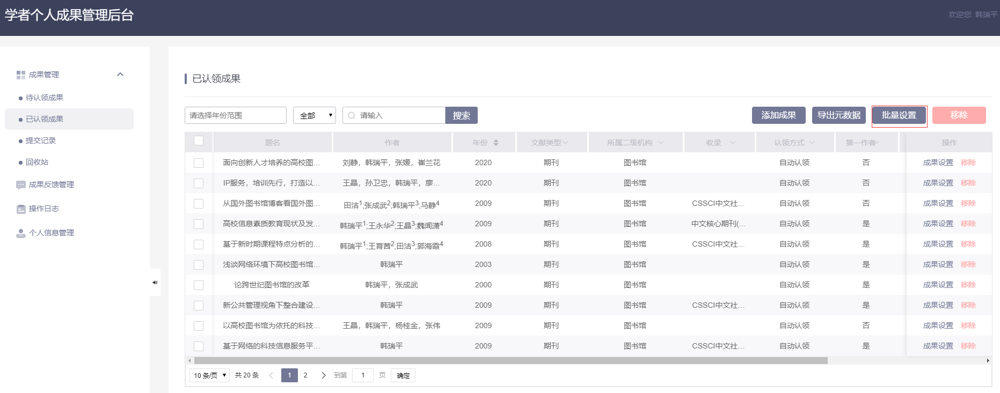 学者个人成果管理后台
欢迎您: 韩瑞平
成果管理
待认领成果
已认领成果
提交记录
回收站
成果反馈管理
操作日志
个人信息管理
已认领成果
请选择年份范围 全部 请输入 搜索 添加成果 导出元数据 批量设置 移除
题名 作者 年份 文献类型 所属二级机构 收录 认领方式 第一作者 操作
面向创新人才培养的高校图... 刘静，韩瑞平，张媛，崔兰花 2020 期刊 图书馆 自动认领 否 成果设置 移除
IP服务，培训先行，打造以... 王晶，孙卫忠，韩瑞平，廖... 2020 期刊 图书馆 自动认领 否 成果设置 移除
从国外图书馆博客看国外图... 田洁1;张成武2;韩瑞平3;马静4 2009 期刊 图书馆 CSSCI中文社... 自动认领 否 成果设置 移除
高校信息素质教育现状及发... 韩瑞平1;王永华2;王晶3;魏闻潇4 2009 期刊 图书馆 中文核心期刊(... 自动认领 是 成果设置 移除
基于新时期课程特点分析的... 韩瑞平1;王育茜2;田洁3;郭海霞4 2008 期刊 图书馆 CSSCI中文社... 自动认领 是 成果设置 移除
浅谈网络环境下高校图书馆... 韩瑞平 2003 期刊 图书馆 自动认领 是 成果设置 移除
论跨世纪图书馆的改革 韩瑞平，张成武 2000 期刊 图书馆 自动认领 是 成果设置 移除
新公共管理视角下整合建设... 韩瑞平 2009 期刊 图书馆 CSSCI中文社... 自动认领 是 成果设置 移除
以高校图书馆为依托的科技... 王晶，韩瑞平，杨桂金，张伟 2009 期刊 图书馆 自动认领 否 成果设置 移除
基于网络的科技信息服务平... 韩瑞平 2009 期刊 图书馆 CSSCI中文社... 自动认领 是 成果设置 移除
10 条/页 共 20 条 1 2 到第 1 页 确定